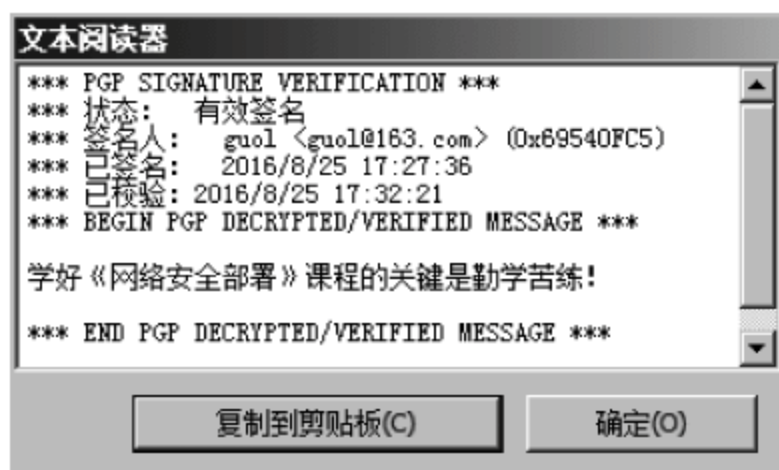 文本阅读器
*** PGP SIGNATURE VERIFICATION ***
*** 状态： 有效签名
*** 签名人： guol <guol@163.com> (0x69540FC5)
*** 已签名： 2016/8/25 17:27:36
*** 已校验：2016/8/25 17:32:21
*** BEGIN PGP DECRYPTED/VERIFIED MESSAGE ***
学好《网络安全部署》课程的关键是勤学苦练！
*** END PGP DECRYPTED/VERIFIED MESSAGE ***
复制到剪贴板(C) 确定(O)